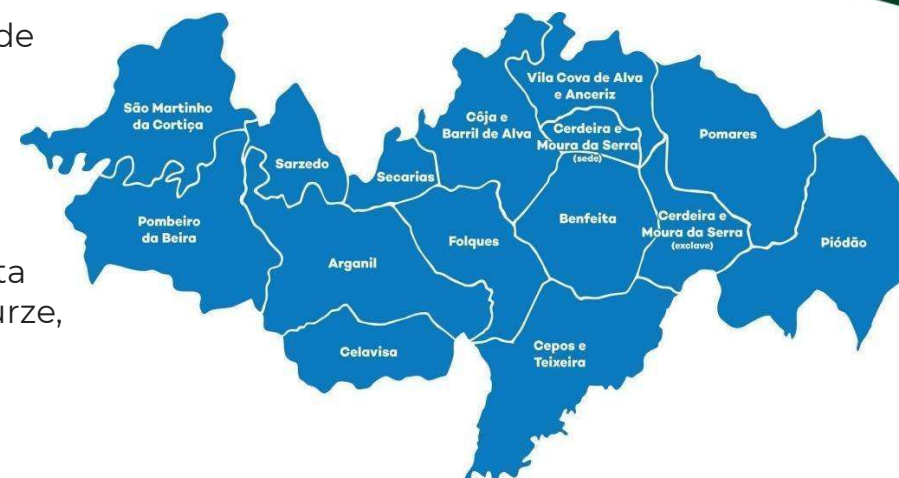 de
ta
urze,
São Martinho
da Cortiça
Sarzedo
Secarias
Côja e
Barril de Alva
Vila Cova de Alva
e Anceriz
Cerdeira e
Moura da Serra
(sede)
Pomares
Pombeiro
da Beira
Arganil
Folques
Benfeita
Cerdeira e
Moura da Serra
(exclave)
Piódão
Celavisa
Cepos e
Teixeira